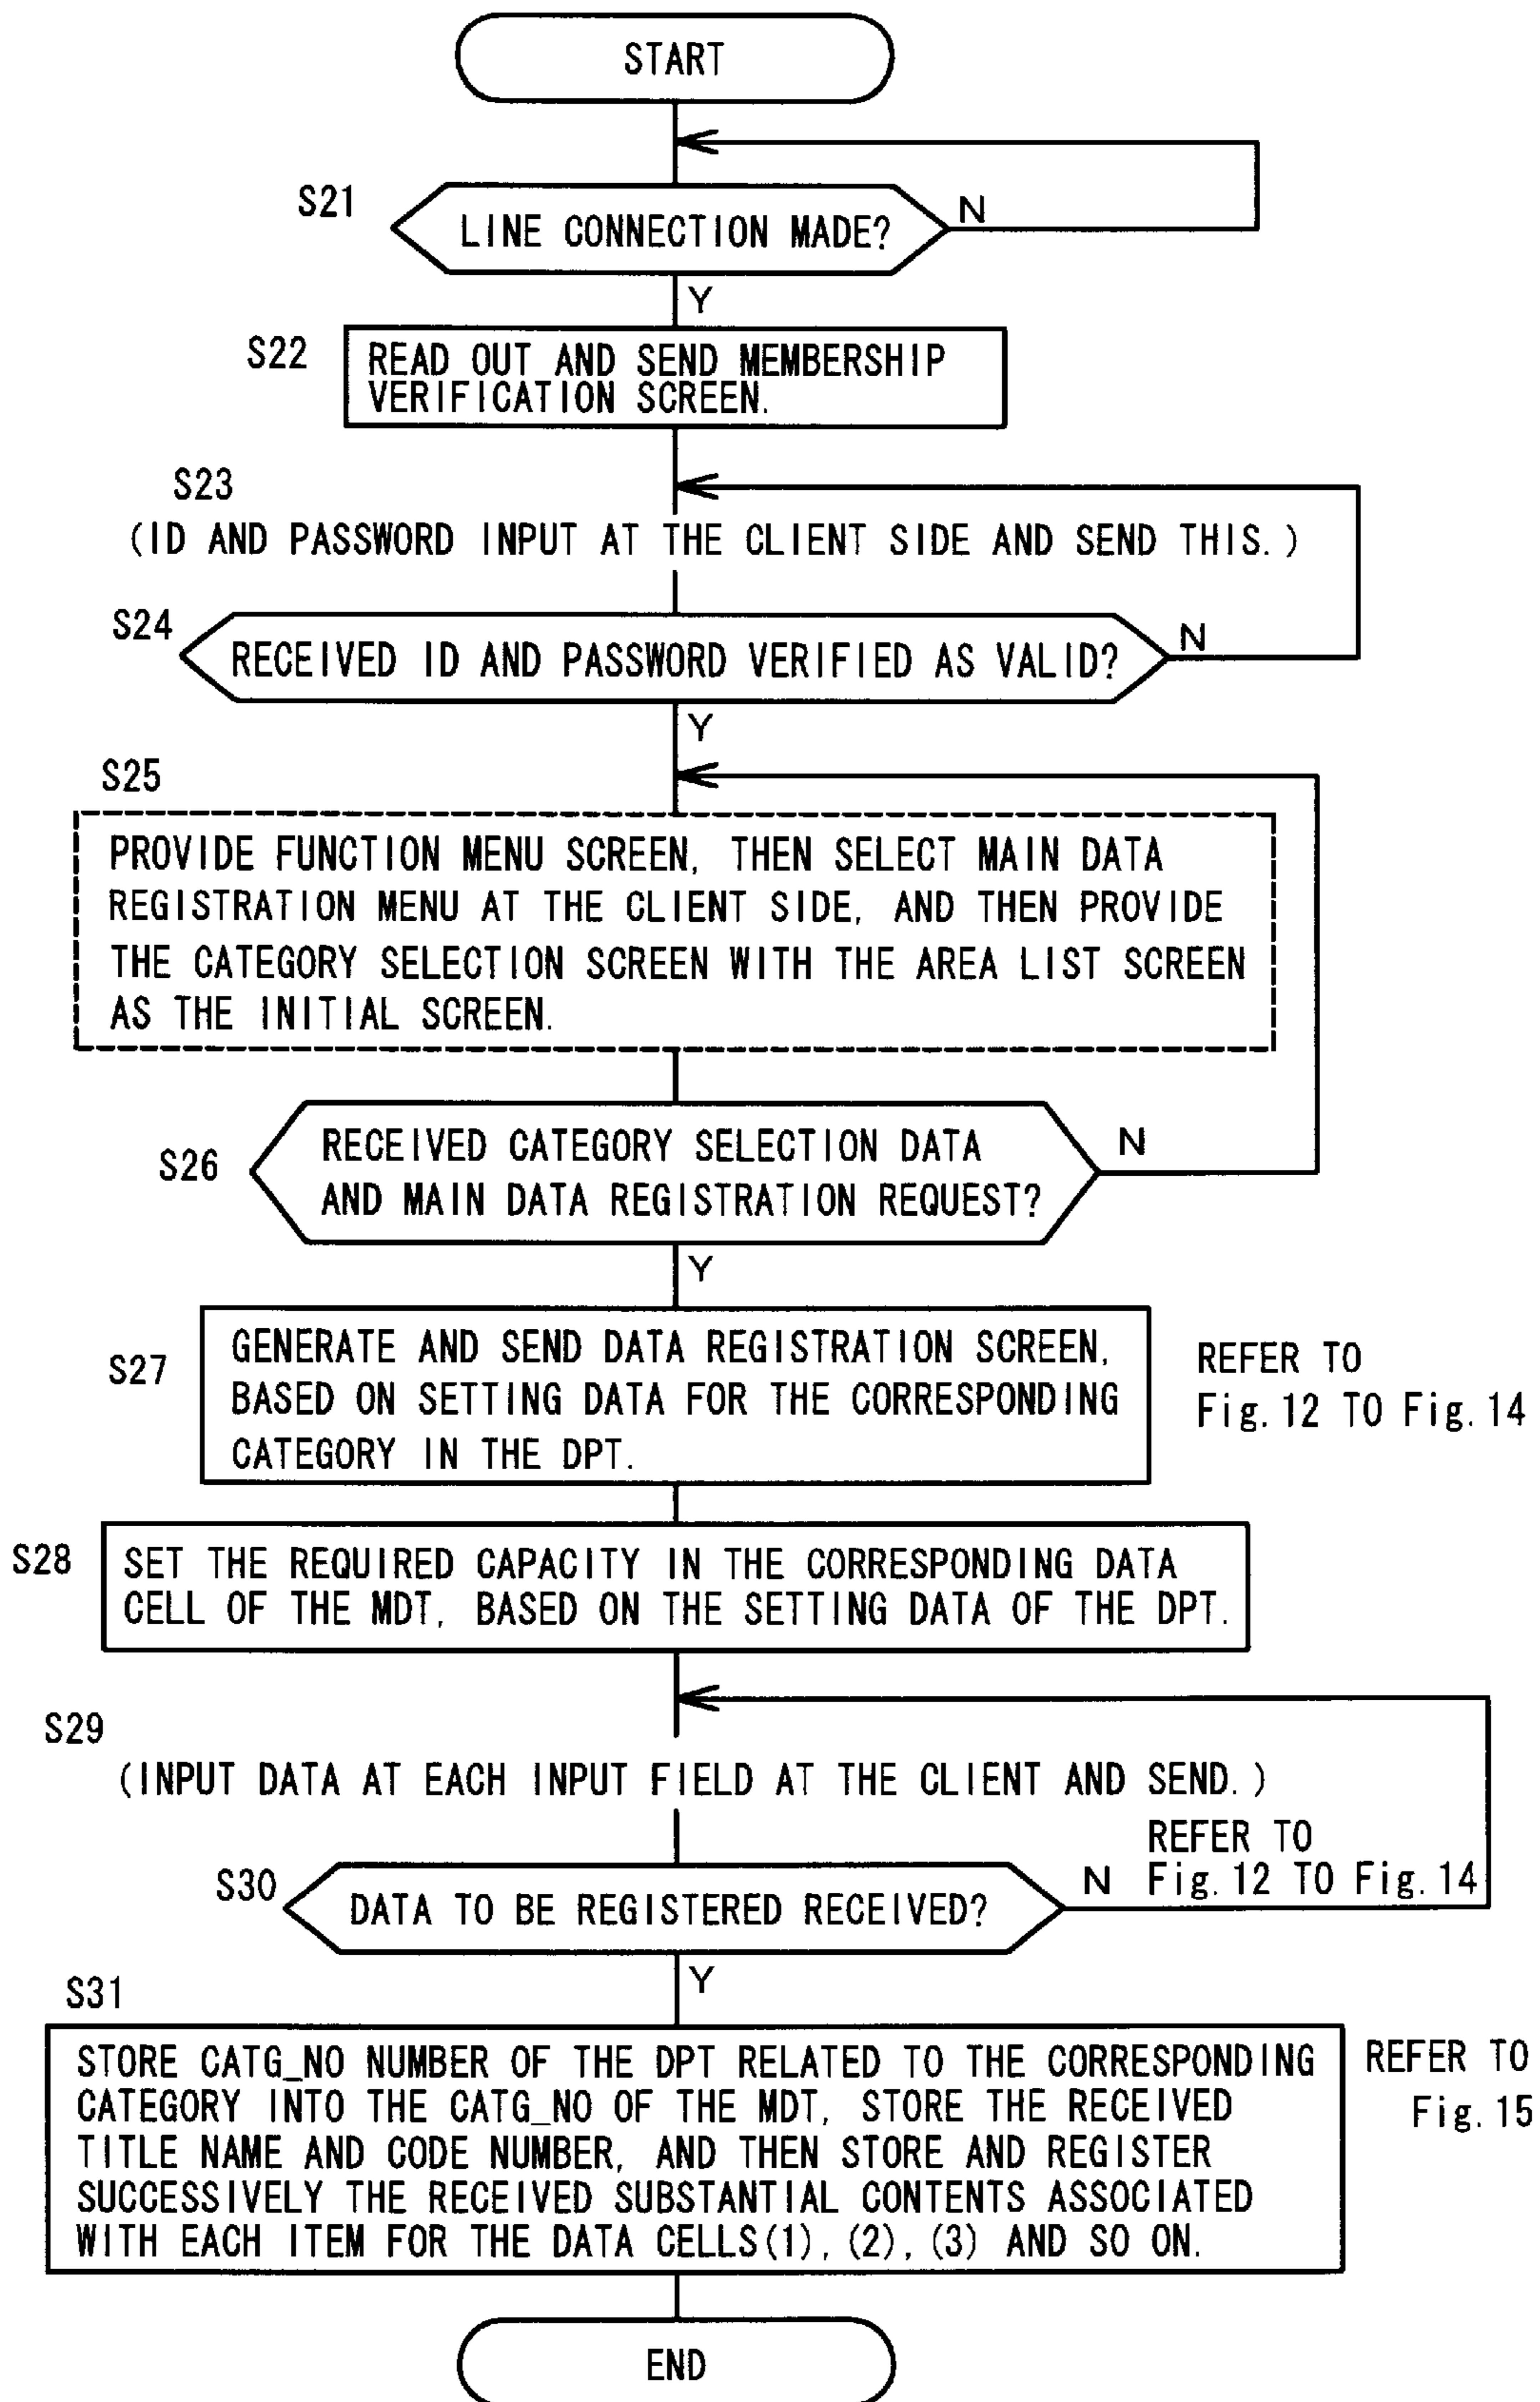 START
S21
LINE CONNECTION MADE?
N
Y
S22
READ OUT AND SEND MEMBERSHIP
VERIFICATION SCREEN.
S23
(ID AND PASSWORD INPUT AT THE CLIENT SIDE AND SEND THIS.)
S24
RECEIVED ID AND PASSWORD VERIFIED AS VALID?
N
Y
S25
PROVIDE FUNCTION MENU SCREEN, THEN SELECT MAIN DATA
REGISTRATION MENU AT THE CLIENT SIDE, AND THEN PROVIDE
THE CATEGORY SELECTION SCREEN WITH THE AREA LIST SCREEN
AS THE INITIAL SCREEN.
S26
RECEIVED CATEGORY SELECTION DATA
AND MAIN DATA REGISTRATION REQUEST?
N
Y
S27
GENERATE AND SEND DATA REGISTRATION SCREEN,
BASED ON SETTING DATA FOR THE CORRESPONDING
CATEGORY IN THE DPT.
REFER TO
Fig. 12 TO Fig. 14
S28
SET THE REQUIRED CAPACITY IN THE CORRESPONDING DATA
CELL OF THE MDT, BASED ON THE SETTING DATA OF THE DPT.
S29
(INPUT DATA AT EACH INPUT FIELD AT THE CLIENT AND SEND.)
S30
DATA TO BE REGISTERED RECEIVED?
N
REFER TO
Fig. 12 TO Fig. 14
Y
S31
STORE CATG_NO NUMBER OF THE DPT RELATED TO THE CORRESPONDING
CATEGORY INTO THE CATG_NO OF THE MDT, STORE THE RECEIVED
TITLE NAME AND CODE NUMBER, AND THEN STORE AND REGISTER
SUCCESSIVELY THE RECEIVED SUBSTANTIAL CONTENTS ASSOCIATED
WITH EACH ITEM FOR THE DATA CELLS(1), (2), (3) AND SO ON.
REFER TO
Fig. 15
END